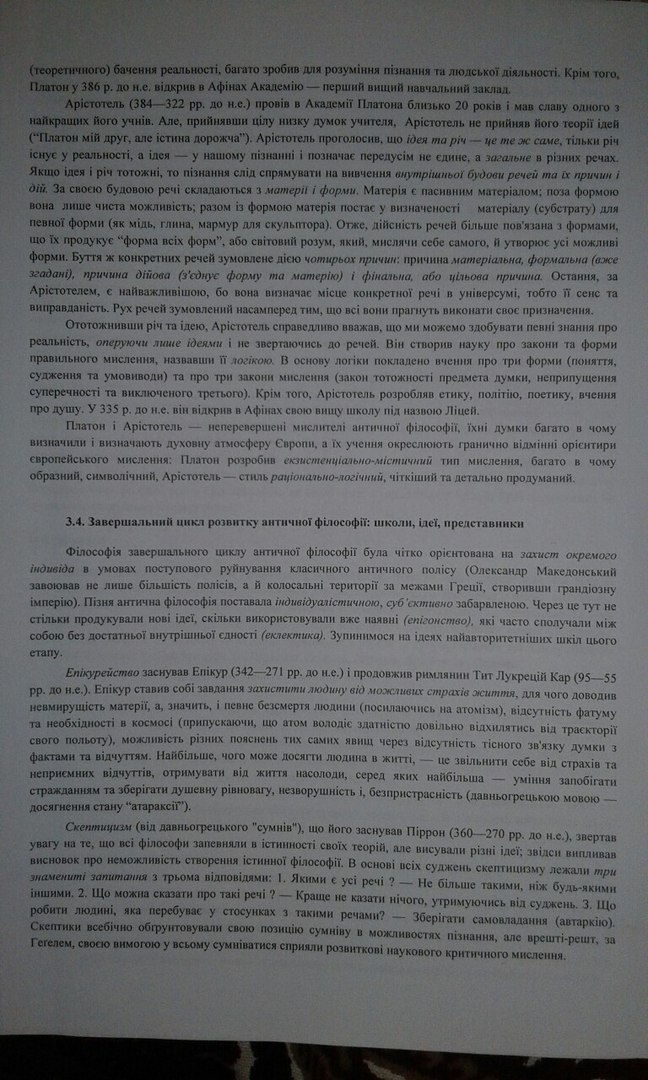 (теоретичного) бачення реальності, багато зробив для розуміння пізнання та людської діяльності. Крім того,
Платон у 386 р. до н.е. відкрив в Афінах Академію — перший вищий навчальний заклад.
Арістотель (384—322 рр. до н.е.) провів в Академії Платона близько 20 років і мав славу одного з
найкращих його учнів. Але, прийнявши цілу низку думок учителя, Арістотель не прийняв його теорії ідей
(“Платон мій друг, але істина дорожча”). Арістотель проголосив, що ідея та річ — це те ж саме, тільки річ
існує у реальності, а ідея — у нашому пізнанні і позначає передусім не єдине, а загальне в різних речах.
Якщо ідея і річ тотожні, то пізнання слід спрямувати на вивчення внутрішньої будови речей та їх причин і
дій. За своєю будовою речі складаються з матерії і форми. Матерія є пасивним матеріалом; поза формою
вона лише чиста можливість; разом із формою матерія постає у визначеності матеріалу (субстрату) для
певної форми (як мідь, глина, мармур для скульптора). Отже, дійсність речей більше пов'язана з формами,
що їх продукує “форма всіх форм”, або світовий розум, який, мислячи себе самого, й утворює усі можливі
форми. Буття ж конкретних речей зумовлене дією чотирьох причин: причина матеріальна, формальна (вже
згадані), причина дійова (з'єднує форму та матерію) і фінальна, або цільова причина. Остання, за
Арістотелем, є найважливішою, бо вона визначає місце конкретної речі в універсумі, тобто її сенс та
виправданість. Рух речей зумовлений насамперед тим, що всі вони прагнуть виконати своє призначення.
Ототожнивши річ та ідею, Арістотель справедливо вважав, що ми можемо здобувати певні знання про
реальність, оперуючи лише ідеями і не звертаючись до речей. Він створив науку про закони та форми
правильного мислення, назвавши її логікою. В основу логіки покладено вчення про три форми (поняття,
судження та умовиводи) та про три закони мислення (закон тотожності предмета думки, неприпущення
суперечності та виключеного третього). Крім того, Арістотель розробляв етику, політію, поетику, вчення
про душу. У 335 р. до н.е. він відкрив в Афінах свою вищу школу під назвою Ліцей.
Платон і Арістотель — неперевершені мислителі античної філософії, їхні думки багато в чому
визначили і визначають духовну атмосферу Європи, а їх учення окреслюють гранично відмінні орієнтири
європейського мислення: Платон розробив екзистенціально-містичний тип мислення, багато в чому
образний, символічний, Арістотель — стиль раціонально-логічний, чіткіший та детально продуманий.
3.4. Завершальний цикл розвитку античної філософії: школи, ідеї, представники
Філософія завершального циклу античної філософії була чітко орієнтована на захист окремого
індивіда в умовах поступового руйнування класичного античного полісу (Олександр Македонський
завоював не лише більшість полісів, а й колосальні території за межами Греції, створивши грандіозну
імперію). Пізня антична філософія поставала індивідуалістичною, суб'єктивно забарвленою. Через це тут не
стільки продукували нові ідеї, скільки використовували вже наявні (епігонство), які часто сполучали між
собою без достатньої внутрішньої єдності (еклектика). Зупинимося на ідеях найавторитетніших шкіл цього
етапу.
Епікурейство заснував Епікур (342—271 рр. до н.е.) і продовжив римлянин Тит Лукрецій Кар (95—55
рр. до н.е.). Епікур ставив собі завдання захистити людину від можливих страхів життя, для чого доводив
невмирущість матерії, а, значить, і певне безсмертя людини (посилаючись на атомізм), відсутність фатуму
та необхідності в космосі (припускаючи, що атом володіє здатністю довільно відхилятись від траєкторії
свого польоту), можливість різних пояснень тих самих явищ через відсутність тісного зв'язку думки з
фактами та відчуттям. Найбільше, чого може досягти людина в житті, — це звільнити себе від страхів та
неприємних відчуттів, отримувати від життя насолоди, серед яких найбільша — уміння запобігати
стражданням та зберігати душевну рівновагу, незворушність і, безпристрасність (давньогрецькою мовою —
досягнення стану “атараксії”).
Скептицизм (від давньогрецького "сумнів"), що його заснував Піррон (360—270 рр. до н.е.), звертав
увагу на те, що всі філософи запевняли в істинності своїх теорій, але висували різні ідеї; звідси випливав
висновок про неможливість створення істинної філософії. В основі всіх суджень скептицизму лежали три
знамениті запитання з трьома відповідями: 1. Якими є усі речі ? — Не більше такими, ніж будь-якими
іншими. 2. Що можна сказати про такі речі ? — Краще не казати нічого, утримуючись від суджень. 3. Що
робити людині, яка перебуває у стосунках з такими речами? — Зберігати самовладання (автаркію).
Скептики всебічно обґрунтовували свою позицію сумніву в можливостях пізнання, але врешті-решт, за
Геґелем, своєю вимогою у всьому сумніватися сприяли розвиткові наукового критичного мислення.